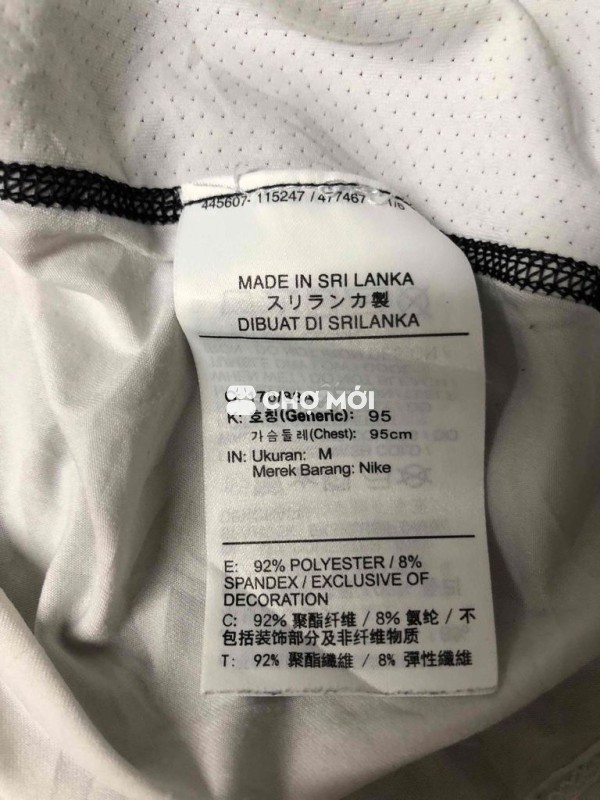 445607- 115247 / 477467 1/6
MADE IN SRI LANKA
スリランカ製
DIBUAT DI SRILANKA
CHỢ MỚI
K: 호칭(Generic): 95
가슴둘레(Chest): 95cm
IN: Ukuran: M
Merek Barang: Nike
E: 92% POLYESTER / 8%
SPANDEX / EXCLUSIVE OF
DECORATION
C: 92% 聚酯纤维 / 8% 氨纶 / 不
包括装饰部分及非纤维物质
T: 92% 聚酯纖維 / 8% 彈性纖維